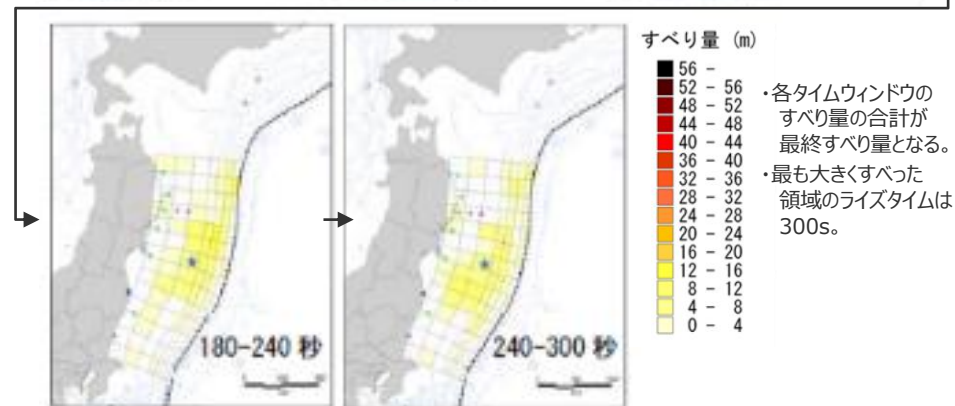 180-240 秒
240-300 秒
すべり量 (m)
56 -
52 - 56
48 - 52
44 - 48
40 - 44
36 - 40
32 - 36
28 - 32
24 - 28
20 - 24
16 - 20
12 - 16
8 - 12
4 - 8
0 - 4
・各タイムウィンドウの
すべり量の合計が
最終すべり量となる。
・最も大きくすべった
領域のライズタイムは
300s。